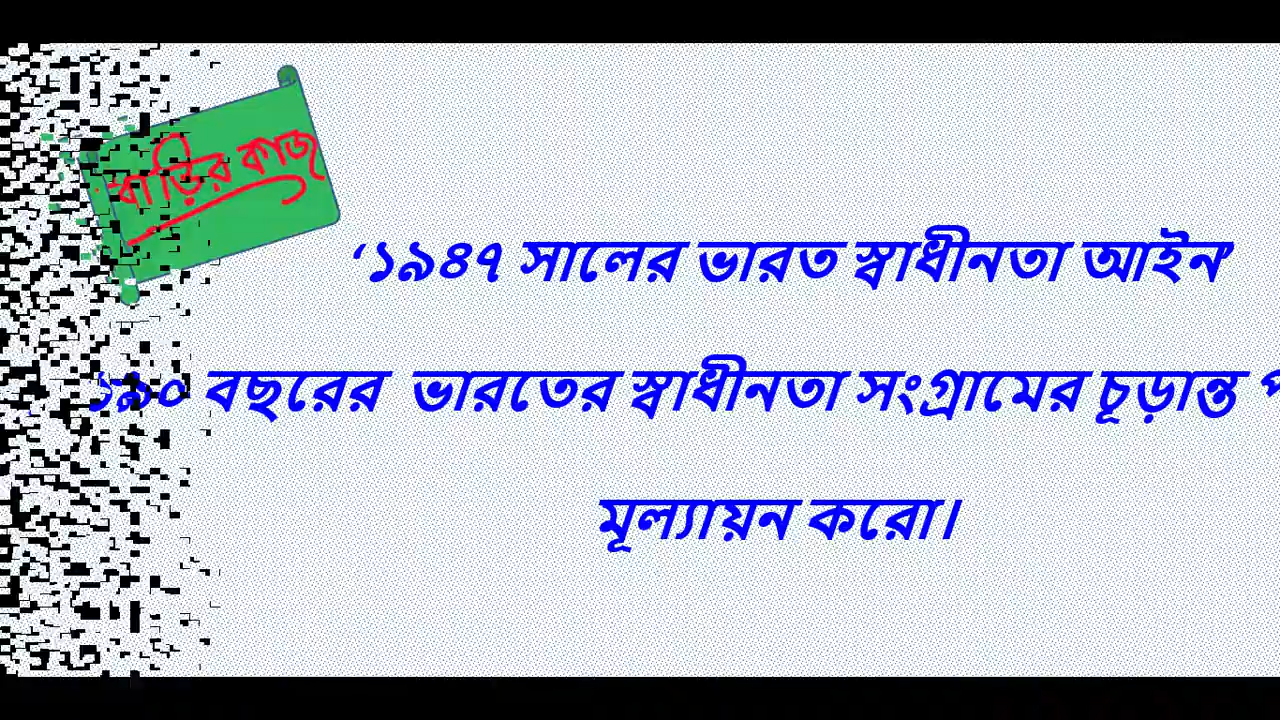 বাড়ির কাজ
‘১৯৪৭ সালের ভারত স্বাধীনতা আইন’
১৯০ বছরের ভারতের স্বাধীনতা সংগ্রামের চূড়ান্ত
মূল্যায়ন করো।